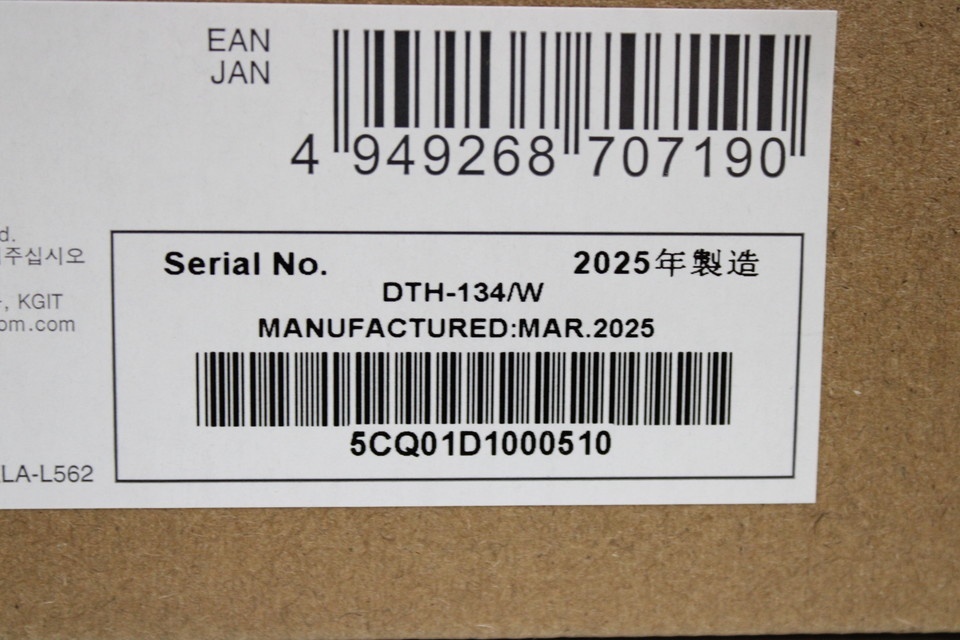 EAN
JAN
4 949268 707190
d.
주십시오
, KGIT
om.com
LA-L562
Serial No. 2025年製造
DTH-134/W
MANUFACTURED:MAR.2025
5CQ01D1000510